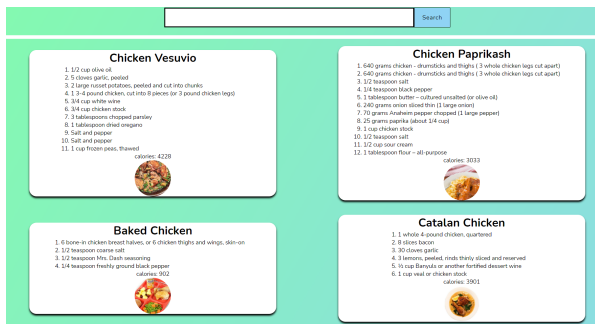 Search
Chicken Vesuvio
1. 1/2 cup olive oil
2. 5 cloves garlic, peeled
3. 2 large russet potatoes, peeled and cut into chunks
4. 1 3-4 pound chicken, cut into 8 pieces (or 3 pound chicken legs)
5. 3/4 cup white wine
6. 3/4 cup chicken stock
7. 3 tablespoons chopped parsley
8. 1 tablespoon dried oregano
9. Salt and pepper
10. Salt and pepper
11. 1 cup frozen peas, thawed
calories: 4228
Chicken Paprikash
1. 640 grams chicken - drumsticks and thighs ( 3 whole chicken legs cut apart)
2. 640 grams chicken - drumsticks and thighs ( 3 whole chicken legs cut apart)
3. 1/2 teaspoon salt
4. 1/4 teaspoon black pepper
5. 1 tablespoon butter – cultured unsalted (or olive oil)
6. 240 grams onion sliced thin (1 large onion)
7. 70 grams Anaheim pepper chopped (1 large pepper)
8. 25 grams paprika (about 1/4 cup)
9. 1 cup chicken stock
10. 1/2 teaspoon salt
11. 1/2 cup sour cream
12. 1 tablespoon flour – all-purpose
calories: 3033
Baked Chicken
1. 6 bone-in chicken breast halves, or 6 chicken thighs and wings, skin-on
2. 1/2 teaspoon coarse salt
3. 1/2 teaspoon Mrs. Dash seasoning
4. 1/4 teaspoon freshly ground black pepper
calories: 902
Catalan Chicken
1. 1 whole 4-pound chicken, quartered
2. 8 slices bacon
3. 30 cloves garlic
4. 3 lemons, peeled, rinds thinly sliced and reserved
5. ½ cup Banyuls or another fortified dessert wine
6. 1 cup veal or chicken stock
calories: 3901